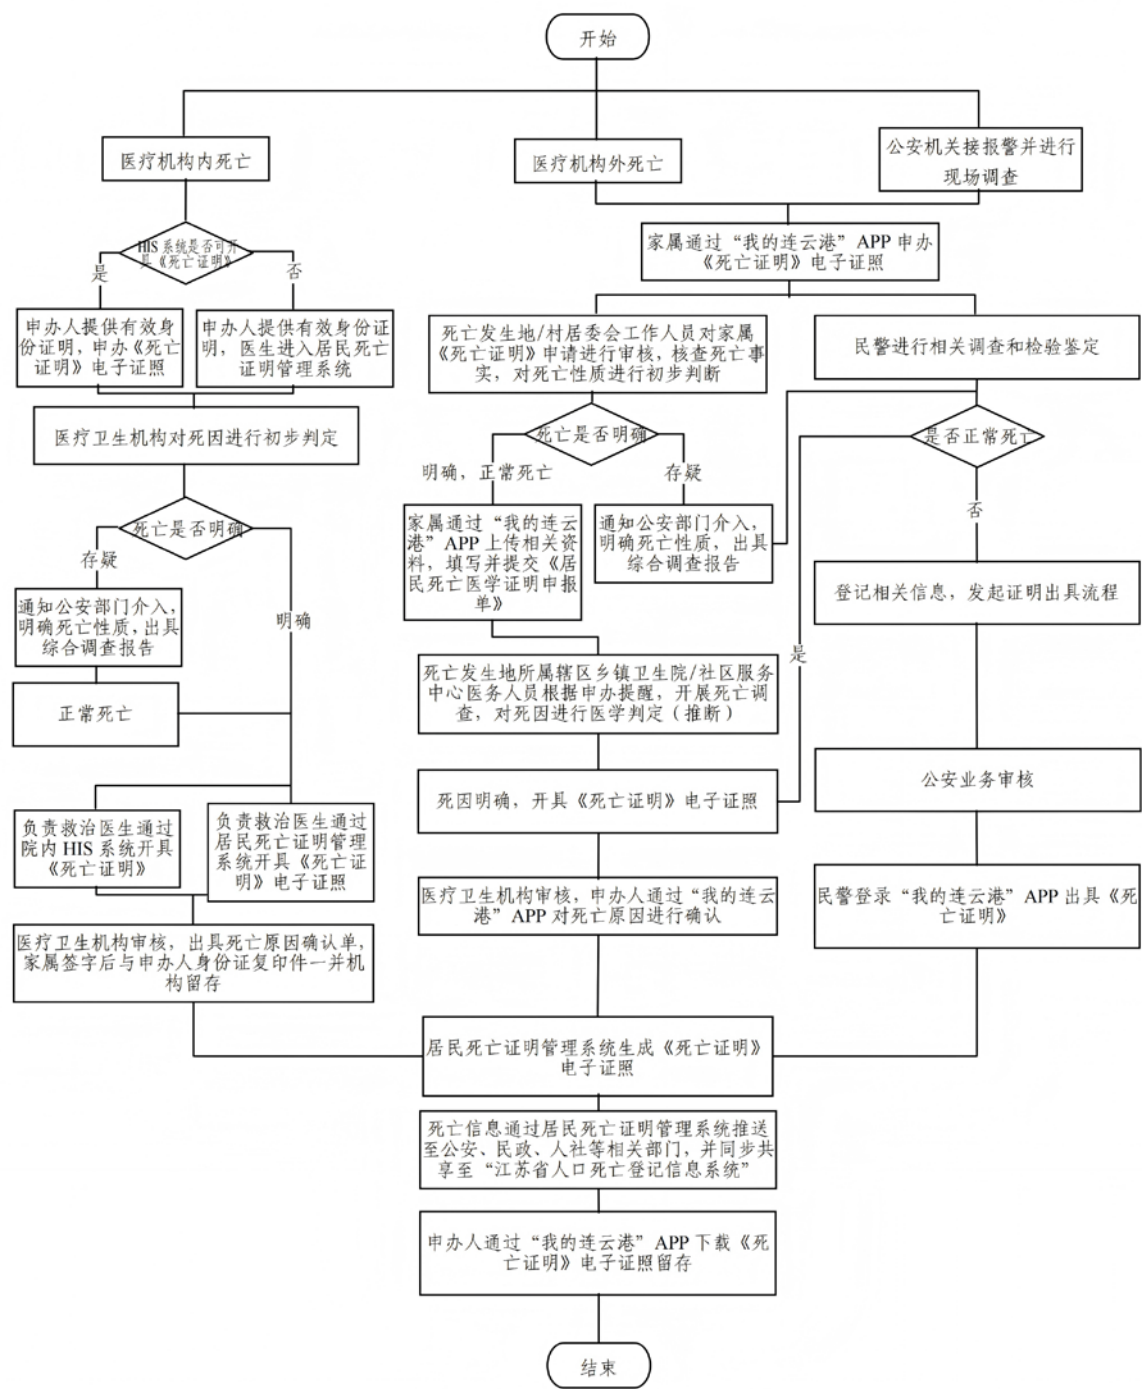 开始
医疗机构内死亡
医疗机构外死亡
公安机关接报警并进行
现场调查
HIS 系统是否可开
具《死亡证明》
是
否
家属通过“我的连云港”APP 申办
《死亡证明》电子证照
申办人提供有效身
份证明，申办《死亡
证明》电子证照
申办人提供有效身份证
明，医生进入居民死亡
证明管理系统
死亡发生地/村居委会工作人员对家属
《死亡证明》申请进行审核，核查死亡事
实，对死亡性质进行初步判断
民警进行相关调查和检验鉴定
医疗卫生机构对死因进行初步判定
死亡是否明确
是否正常死亡
明确，正常死亡
存疑
否
死亡是否明确
存疑
明确
家属通过“我的连云
港”APP 上传相关资
料，填写并提交《居
民死亡医学证明申报
单》
通知公安部门介入，
明确死亡性质，出具
综合调查报告
登记相关信息，发起证明出具流程
通知公安部门介入，
明确死亡性质，出具
综合调查报告
是
正常死亡
死亡发生地所属辖区乡镇卫生院/社区服务
中心医务人员根据申办提醒，开展死亡调
查，对死因进行医学判定（推断）
死因明确，开具《死亡证明》电子证照
公安业务审核
负责救治医生通过
院内 HIS 系统开具
《死亡证明》
负责救治医生通过
居民死亡证明管理
系统开具《死亡证
明》电子证照
医疗卫生机构审核，申办人通过“我的连云
港”APP 对死亡原因进行确认
民警登录“我的连云港”APP 出具《死
亡证明》
医疗卫生机构审核，出具死亡原因确认单，
家属签字后与申办人身份证复印件一并机
构留存
居民死亡证明管理系统生成《死亡证明》
电子证照
死亡信息通过居民死亡证明管理系统推送
至公安、民政、人社等相关部门，并同步共
享至“江苏省人口死亡登记信息系统”
申办人通过“我的连云港”APP 下载《死
亡证明》电子证照留存
结束